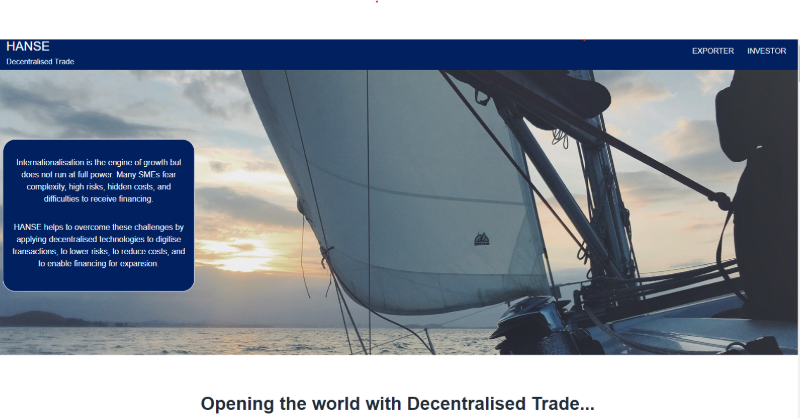 HANSE
Decentralised Trade
EXPORTER INVESTOR
Internationalisation is the engine of growth but
does not run at full power. Many SMEs fear
complexity, high risks, hidden costs, and
difficulties to receive financing.
HANSE helps to overcome these challenges by
applying decentralised technologies to digitilse
transactions, to lower risks, to reduce costs, and
to enable financing for expansion
Opening the world with Decentralised Trade...